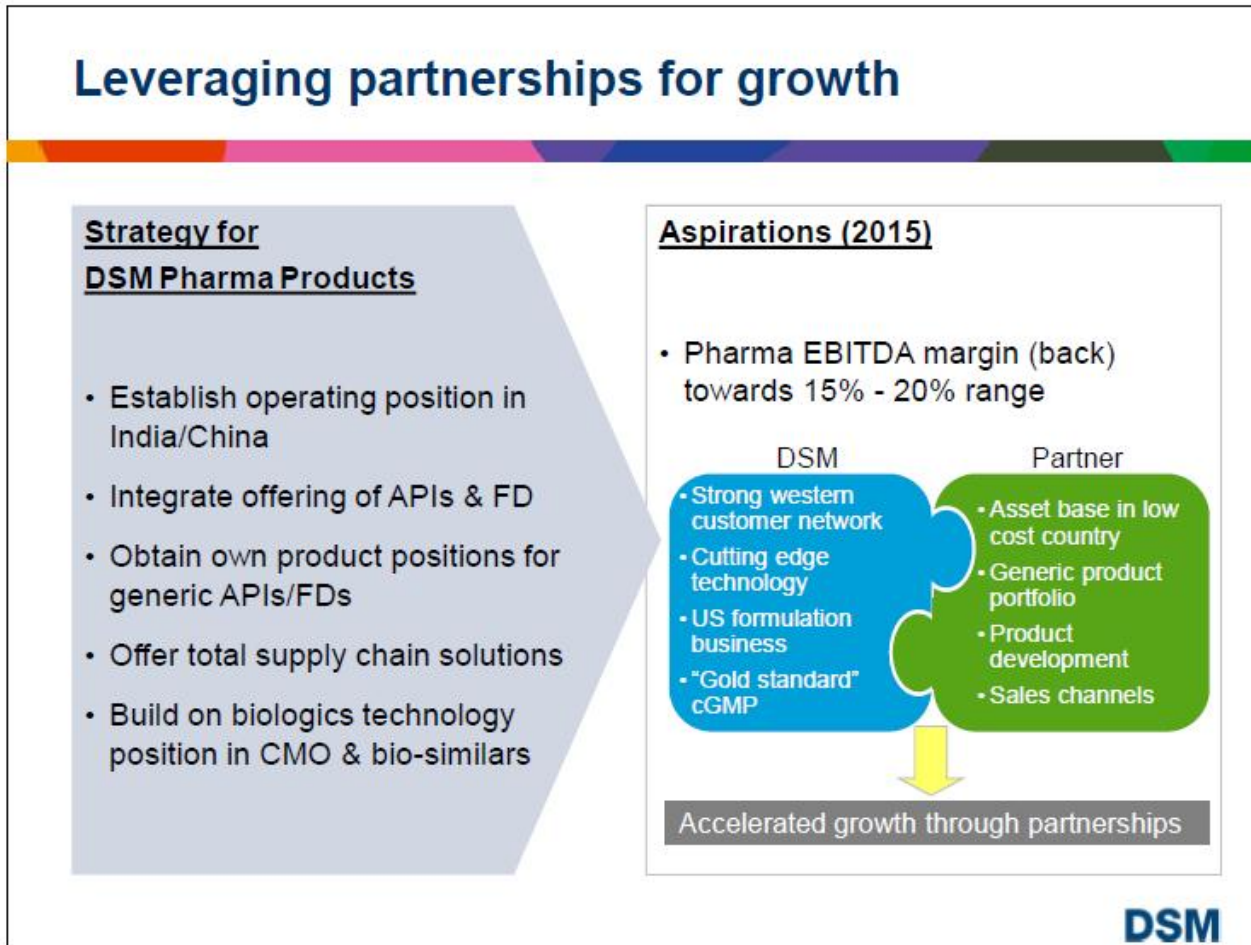 Leveraging partnerships for growth
Strategy for
DSM Pharma Products
• Establish operating position in
India/China
• Integrate offering of APIs & FD
• Obtain own product positions for
generic APIs/FDs
• Offer total supply chain solutions
• Build on biologics technology
position in CMO & bio-similars
Aspirations (2015)
• Pharma EBITDA margin (back)
towards 15% - 20% range
DSM
• Strong western
customer network
• Cutting edge
technology
• US formulation
business
• "Gold standard"
cGMP
Partner
• Asset base in low
cost country
• Generic product
portfolio
• Product
development
• Sales channels
Accelerated growth through partnerships
DSM